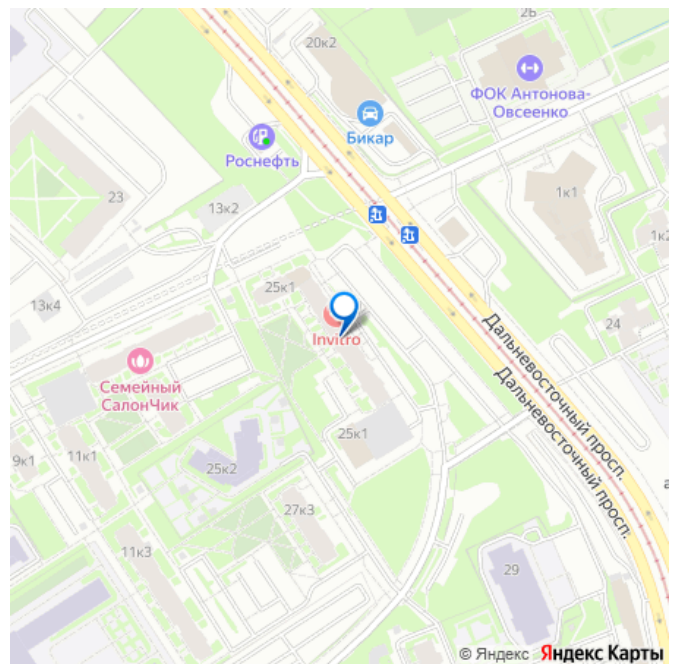 2Б
20к2
ФОК Антонова-
Овсеенко
Бикар
Роснефть
23
13к2
1к1
1к2
25к1
13к4
Invitro
24
Дальневосточный просп.
Дальневосточный просп.
Семейный
СалонЧик
25к1
9к1
11к1
25к2
27к3
11к3
29
© Яндекс Яндекс Карты